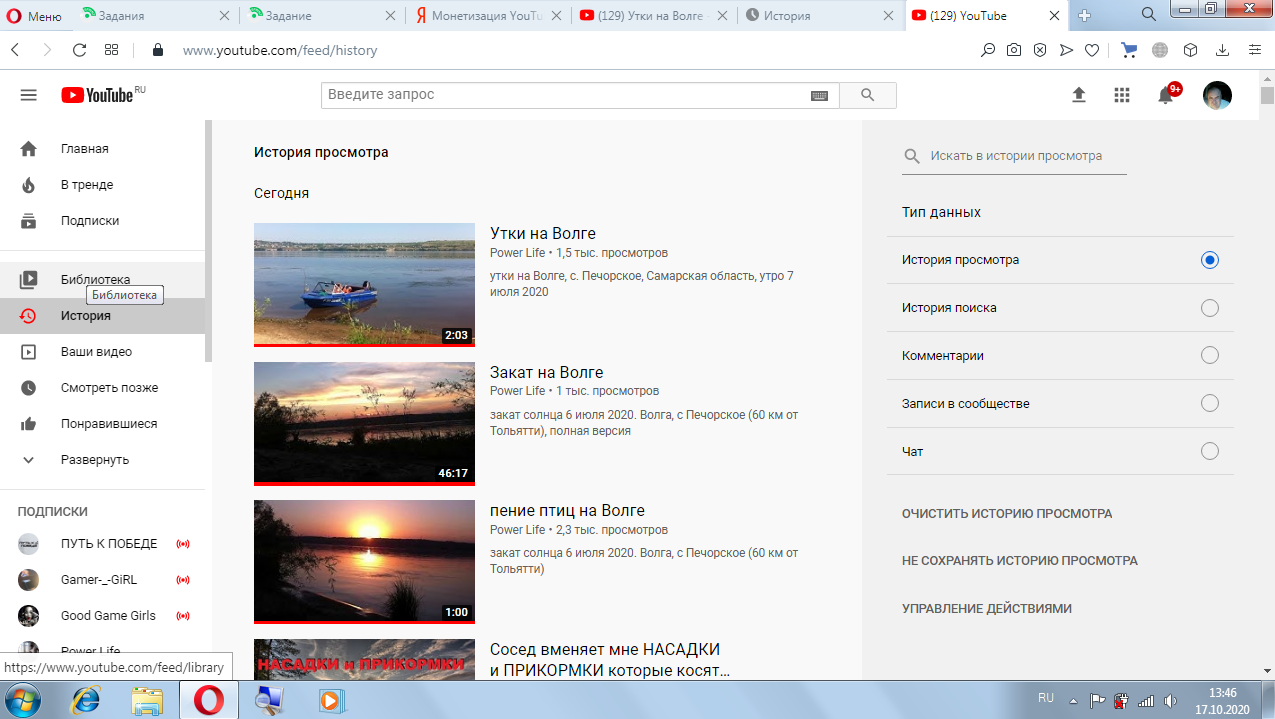 Меню
Задания
Задание
Монетизация YouTu
(129) Утки на Волге -
История
(129) YouTube
www.youtube.com/feed/history
YouTube RU
Введите запрос
9+
Главная
В тренде
Подписки
Библиотека
Библиотека
История
Ваши видео
Смотреть позже
Понравившиеся
Развернуть
ПОДПИСКИ
ПУТЬ К ПОБЕДЕ
Gamer-_-GiRL
Good Game Girls
Power Life
https://www.youtube.com/feed/library
История просмотра
Сегодня
2:03
Утки на Волге
Power Life • 1,5 тыс. просмотров
утки на Волге, с. Печорское, Самарская область, утро 7
июля 2020
46:17
Закат на Волге
Power Life • 1 тыс. просмотров
закат солнца 6 июля 2020. Волга, с Печорское (60 км от
Тольятти), полная версия
1:00
пение птиц на Волге
Power Life • 2,3 тыс. просмотров
закат солнца 6 июля 2020. Волга, с Печорское (60 км от
Тольятти)
НАСАДКИ и ПРИКОРМКИ
Сосед вменяет мне НАСАДКИ
и ПРИКОРМКИ которые косят...
Искать в истории просмотра
Тип данных
История просмотра
История поиска
Комментарии
Записи в сообществе
Чат
ОЧИСТИТЬ ИСТОРИЮ ПРОСМОТРА
НЕ СОХРАНЯТЬ ИСТОРИЮ ПРОСМОТРА
УПРАВЛЕНИЕ ДЕЙСТВИЯМИ
RU
13:46
17.10.2020